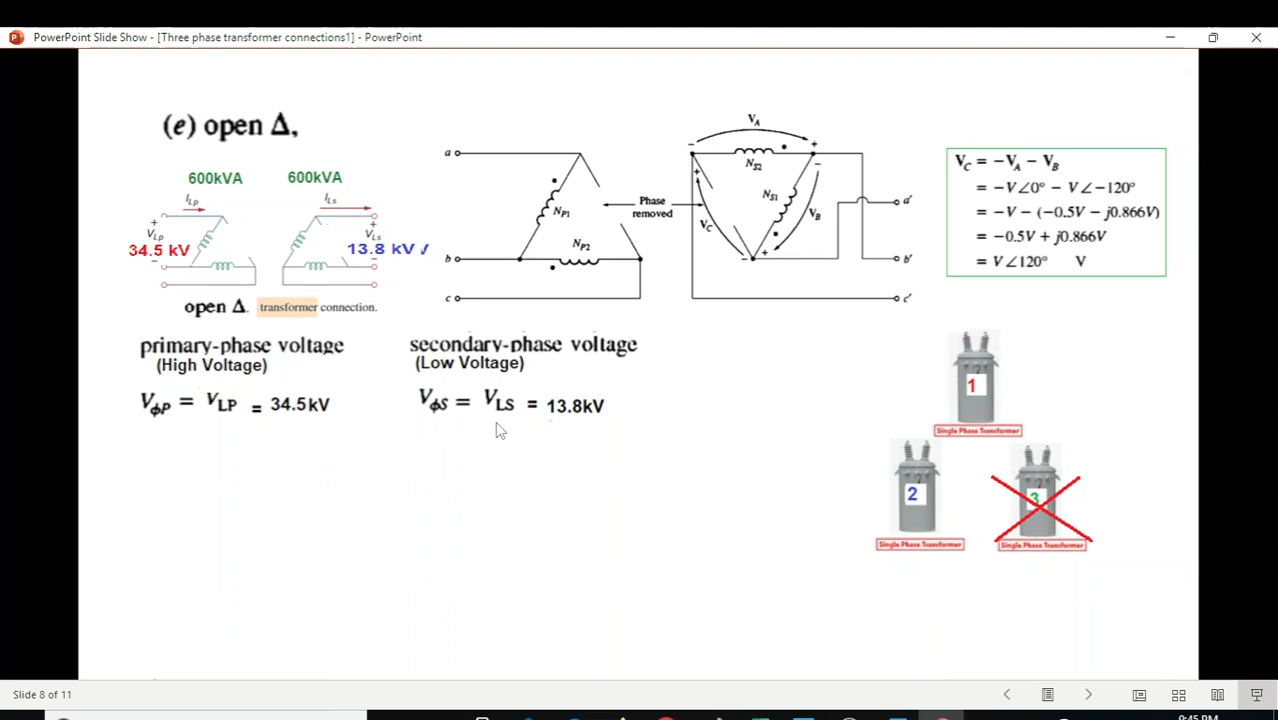 PowerPoint Slide Show - [Three phase transformer connections1] - PowerPoint
(e) open Δ,
600kVA 600kVA
I_Lp I_Ls
+ +
V_Lp V_Ls
34.5 kV 13.8 kV V
− −
open Δ. transformer connection.
a
b
c
N_P1
N_P2
Phase
removed
V_A
− +
N_S2
+ −
N_S1
V_C V_B
− +
a'
b'
c'
V_C = −V_A − V_B
= −V∠0° − V∠−120°
= −V − (−0.5V − j0.866V)
= −0.5V + j0.866V
= V∠120° V
primary-phase voltage
(High Voltage)
V_ϕP = V_LP = 34.5kV
secondary-phase voltage
(Low Voltage)
V_ϕS = V_LS = 13.8kV
1
Single Phase Transformer
2
Single Phase Transformer
3
Single Phase Transformer
Slide 8 of 11